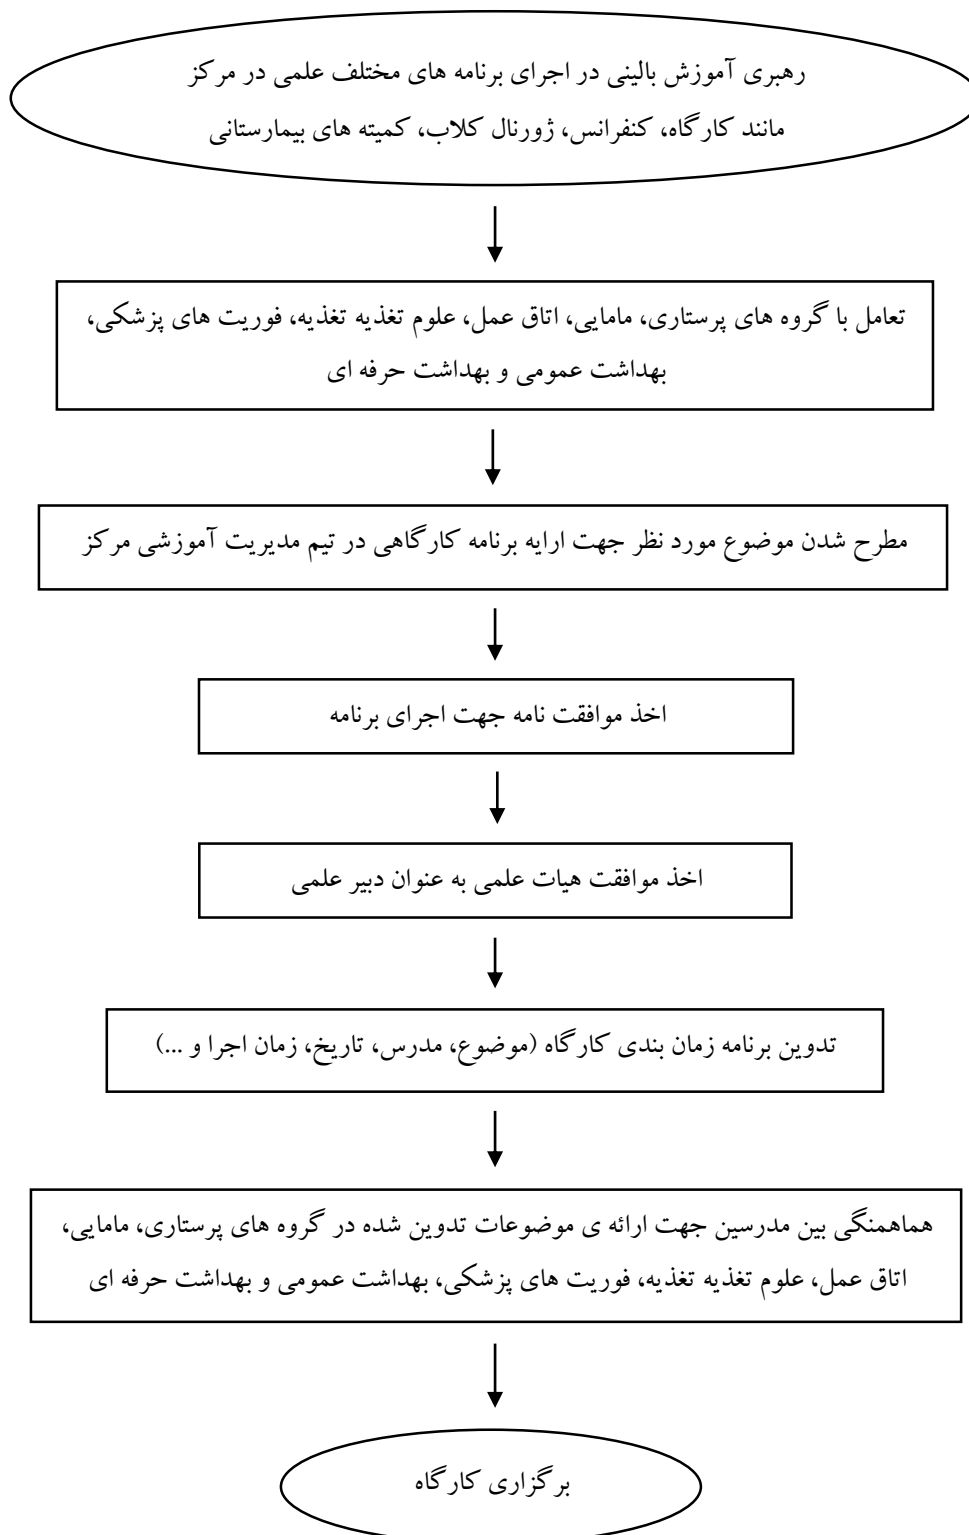 رهبری آموزش بالینی در اجرای برنامه های مختلف علمی در مرکز
مانند کارگاه، کنفرانس، ژورنال کلاب، کمیته های بیمارستانی
تعامل با گروه های پرستاری، مامایی، اتاق عمل، علوم تغذیه تغذیه، فوریت های پزشکی،
بهداشت عمومی و بهداشت حرفه ای
مطرح شدن موضوع مورد نظر جهت ارایه برنامه کارگاهی در تیم مدیریت آموزشی مرکز
اخذ موافقت نامه جهت اجرای برنامه
اخذ موافقت هیات علمی به عنوان دبیر علمی
تدوین برنامه زمان بندی کارگاه (موضوع، مدرس، تاریخ، زمان اجرا و ...)
هماهمنگی بین مدرسین جهت ارائه ی موضوعات تدوین شده در گروه های پرستاری، مامایی،
اتاق عمل، علوم تغذیه تغذیه، فوریت های پزشکی، بهداشت عمومی و بهداشت حرفه ای
برگزاری کارگاه